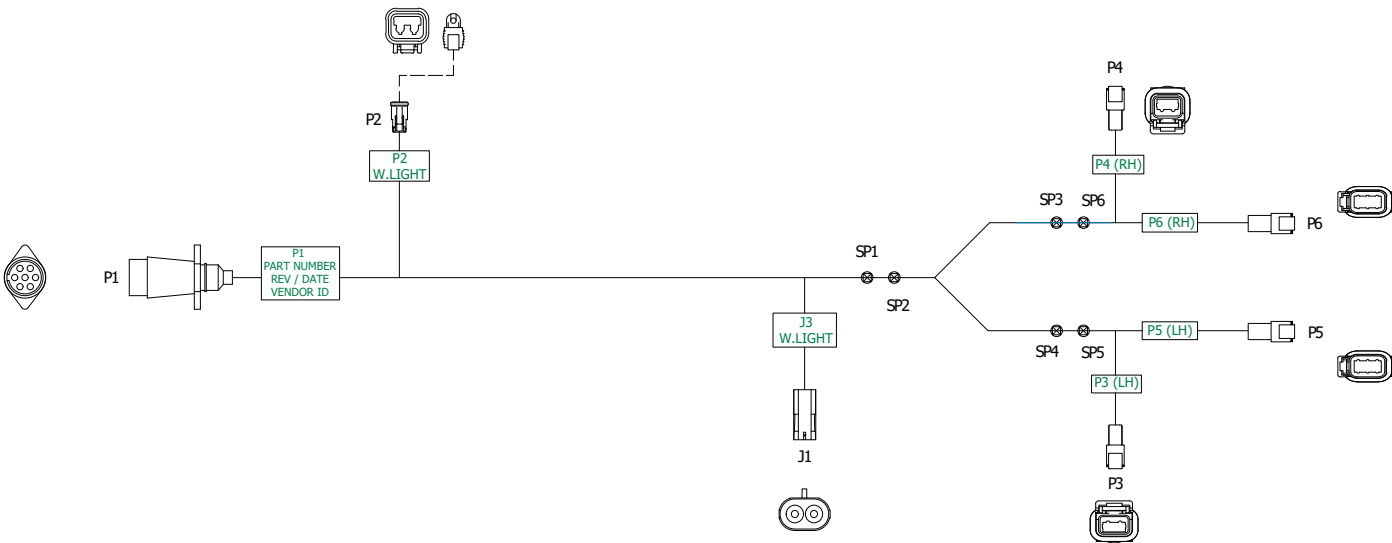 P4
P2
P2
W.LIGHT
P4 (RH)
SP3
SP6
P6 (RH)
P6
P1
P1
PART NUMBER
REV / DATE
VENDOR ID
SP1
SP2
J3
W.LIGHT
SP4
SP5
P5 (LH)
P5
P3 (LH)
J1
P3